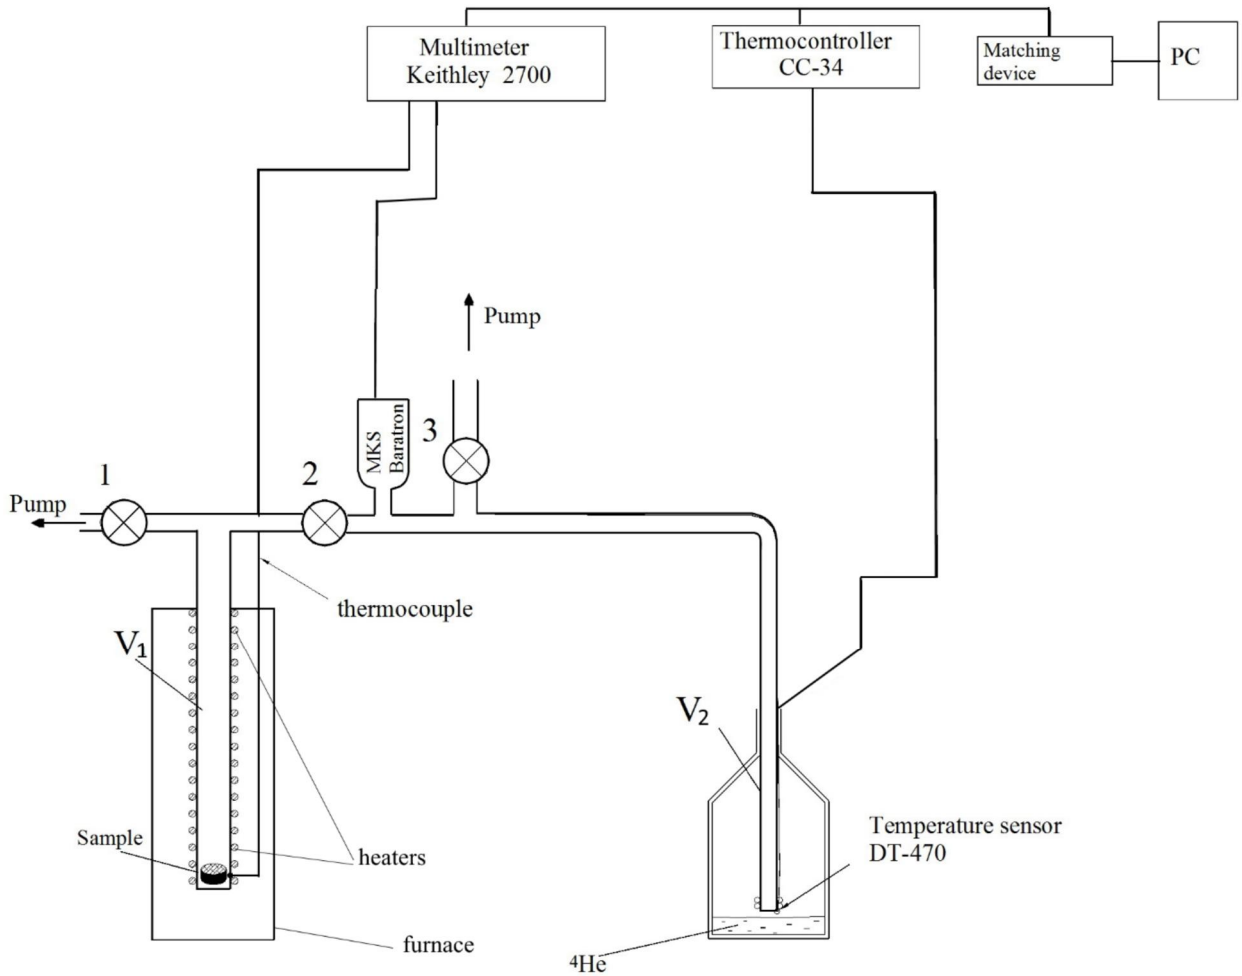 Multimeter
Keithley 2700
Thermocontroller
CC-34
Matching
device
PC
Pump
MKS
Baratron
3
1
2
Pump
thermocouple
V₁
V₂
Sample
heaters
Temperature sensor
DT-470
furnace
⁴He